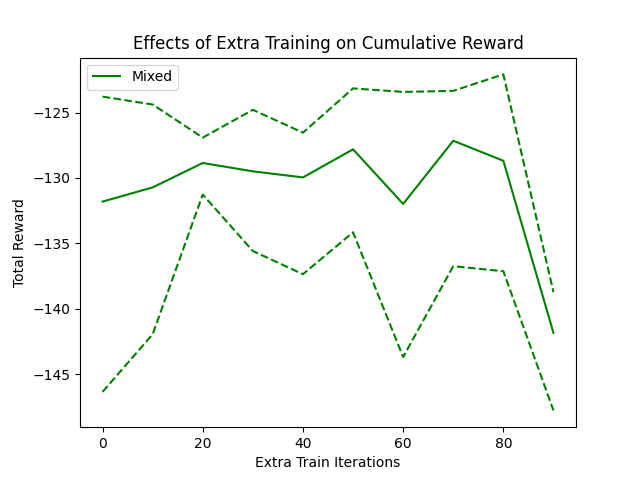 Effects of Extra Training on Cumulative Reward
Mixed
Total Reward
−125
−130
−135
−140
−145
0 20 40 60 80
Extra Train Iterations